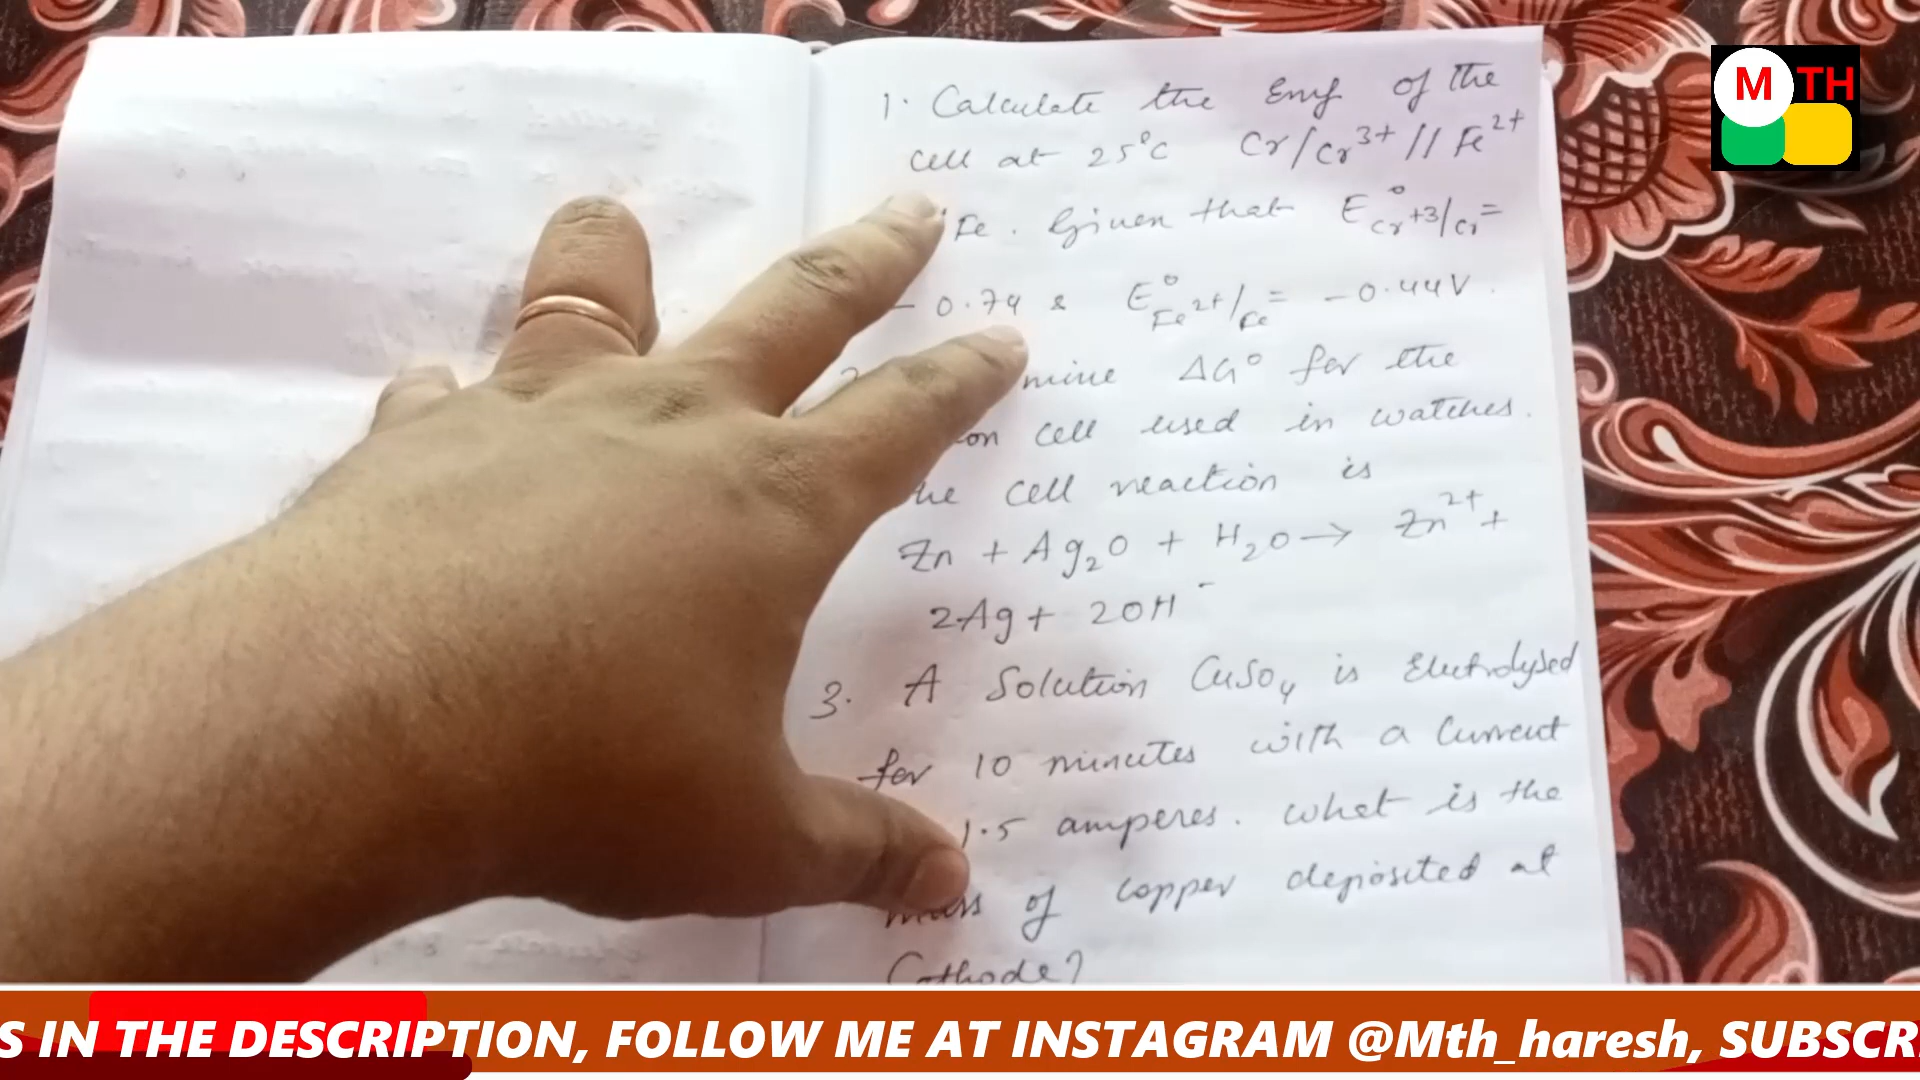 1. Calculate the Emf of the
cell at 25°C Cr/Cr³⁺//Fe²⁺
/Fe. Given that E°Cr+3/Cr =
- 0.74 & E°Fe2+/Fe = -0.44V.
ΔG° for the
cell used in watches.
cell reaction is
Zn + Ag₂O + H₂O → Zn²⁺ +
2Ag + 2OH⁻
3. A Solution CuSO₄ is Electrolysed
for 10 minutes with a Current
1.5 amperes. What is the
mass of copper deposited at
Cathode?
MTH
S IN THE DESCRIPTION, FOLLOW ME AT INSTAGRAM @Mth_haresh, SUBSCR